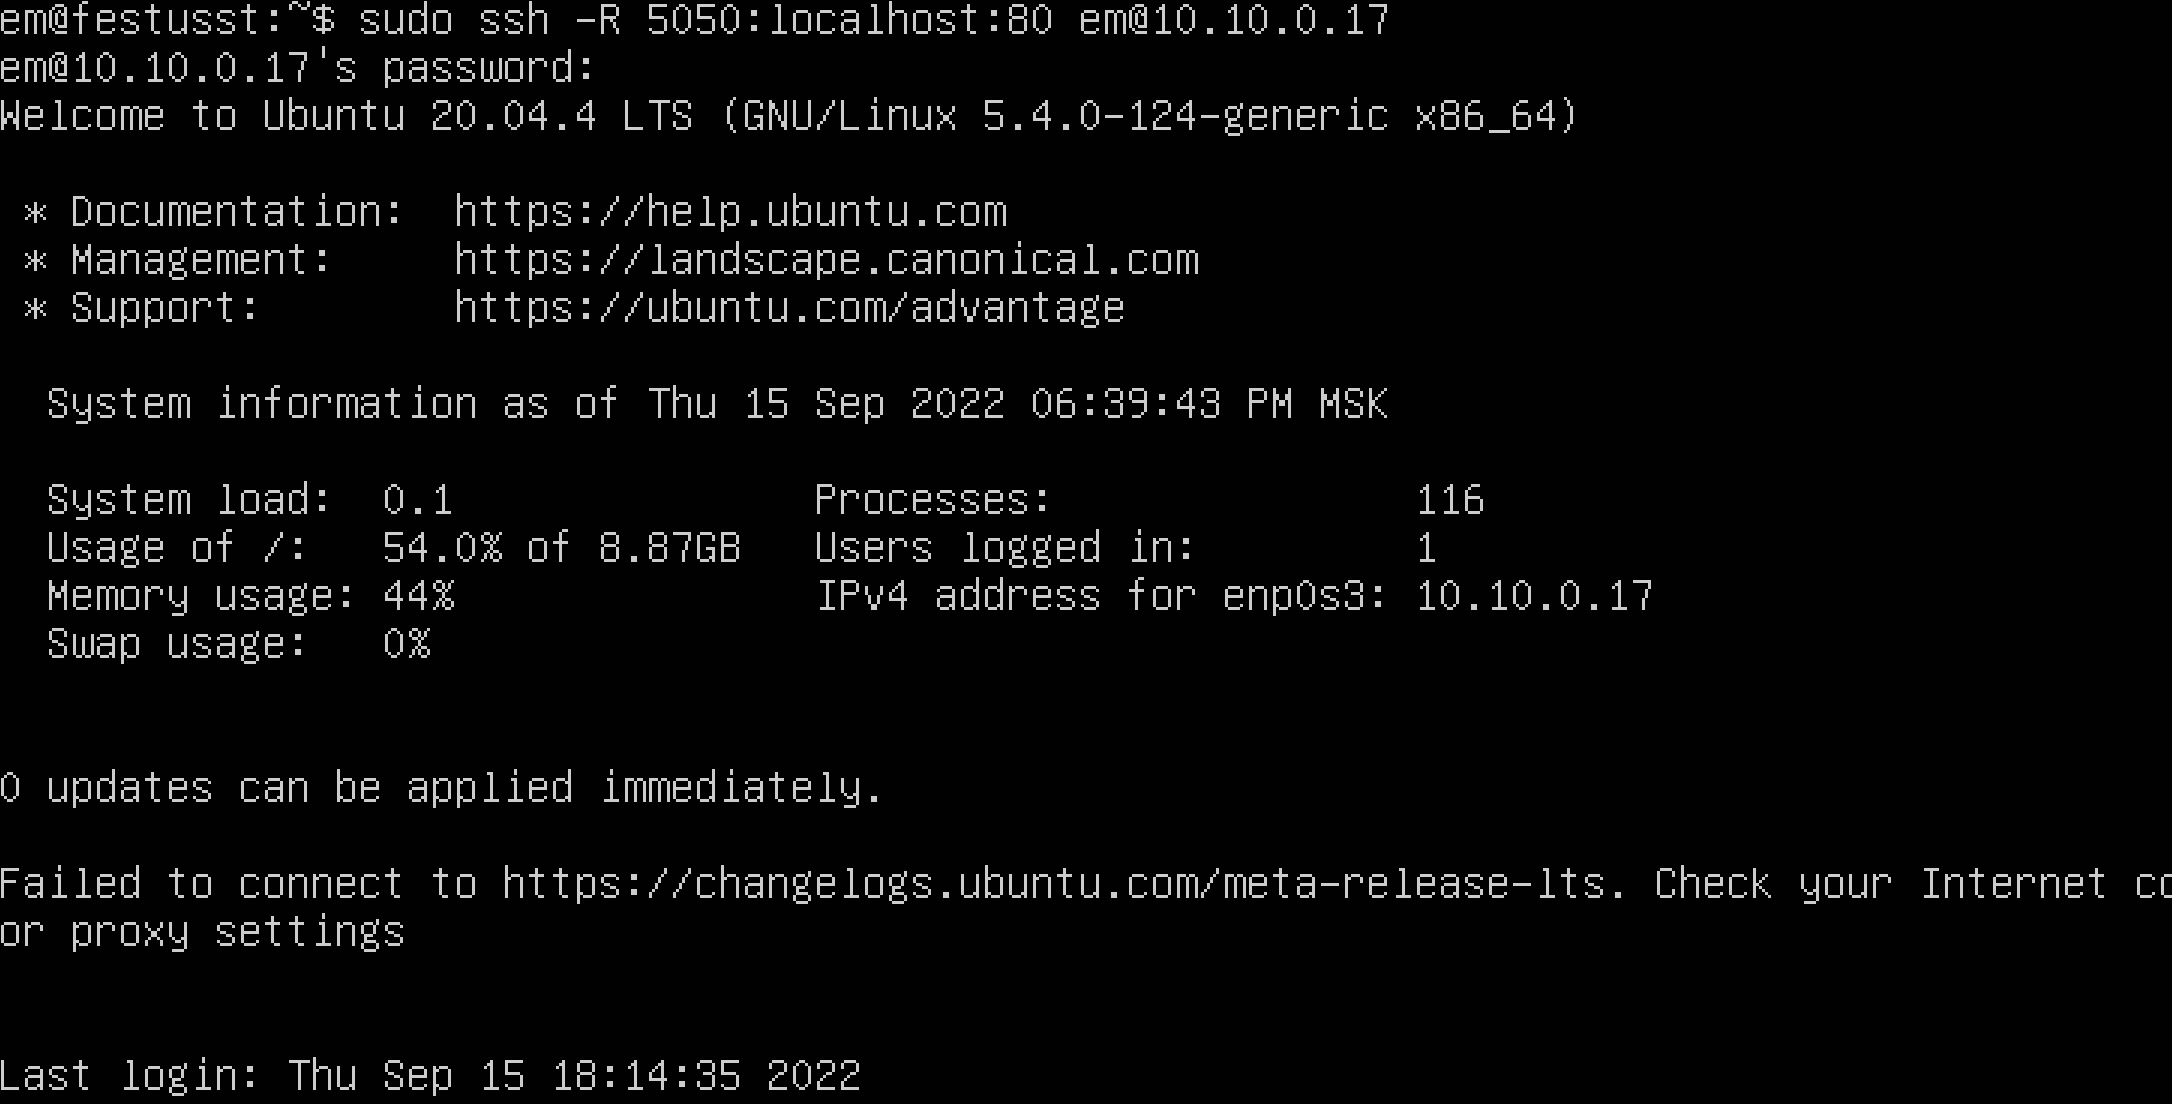 em@festusst:~$ sudo ssh -R 5050:localhost:80 em@10.10.0.17
em@10.10.0.17's password:
Welcome to Ubuntu 20.04.4 LTS (GNU/Linux 5.4.0-124-generic x86_64)

 * Documentation:  https://help.ubuntu.com
 * Management:     https://landscape.canonical.com
 * Support:        https://ubuntu.com/advantage

  System information as of Thu 15 Sep 2022 06:39:43 PM MSK

  System load:  0.1               Processes:               116
  Usage of /:   54.0% of 8.87GB   Users logged in:         1
  Memory usage: 44%               IPv4 address for enp0s3: 10.10.0.17
  Swap usage:   0%

0 updates can be applied immediately.

Failed to connect to https://changelogs.ubuntu.com/meta-release-lts. Check your Internet co
or proxy settings

Last login: Thu Sep 15 18:14:35 2022